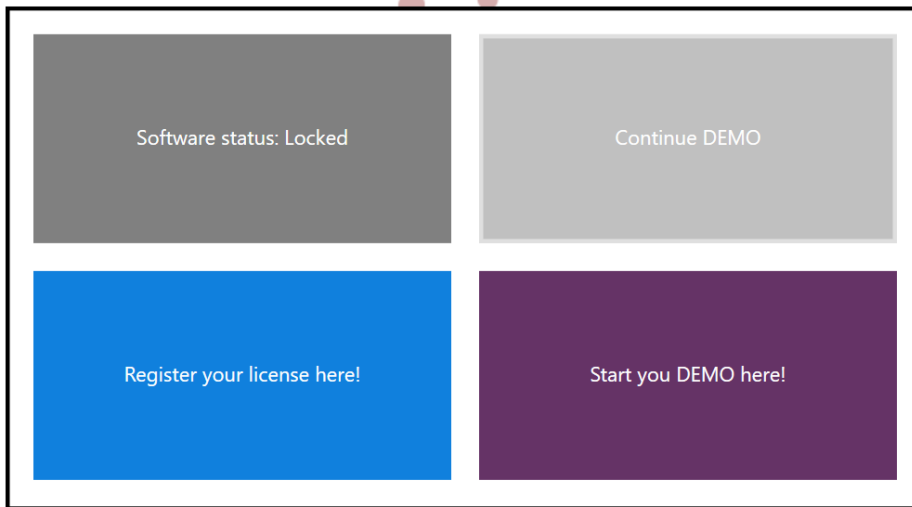 Software status: Locked
Continue DEMO
Register your license here!
Start you DEMO here!